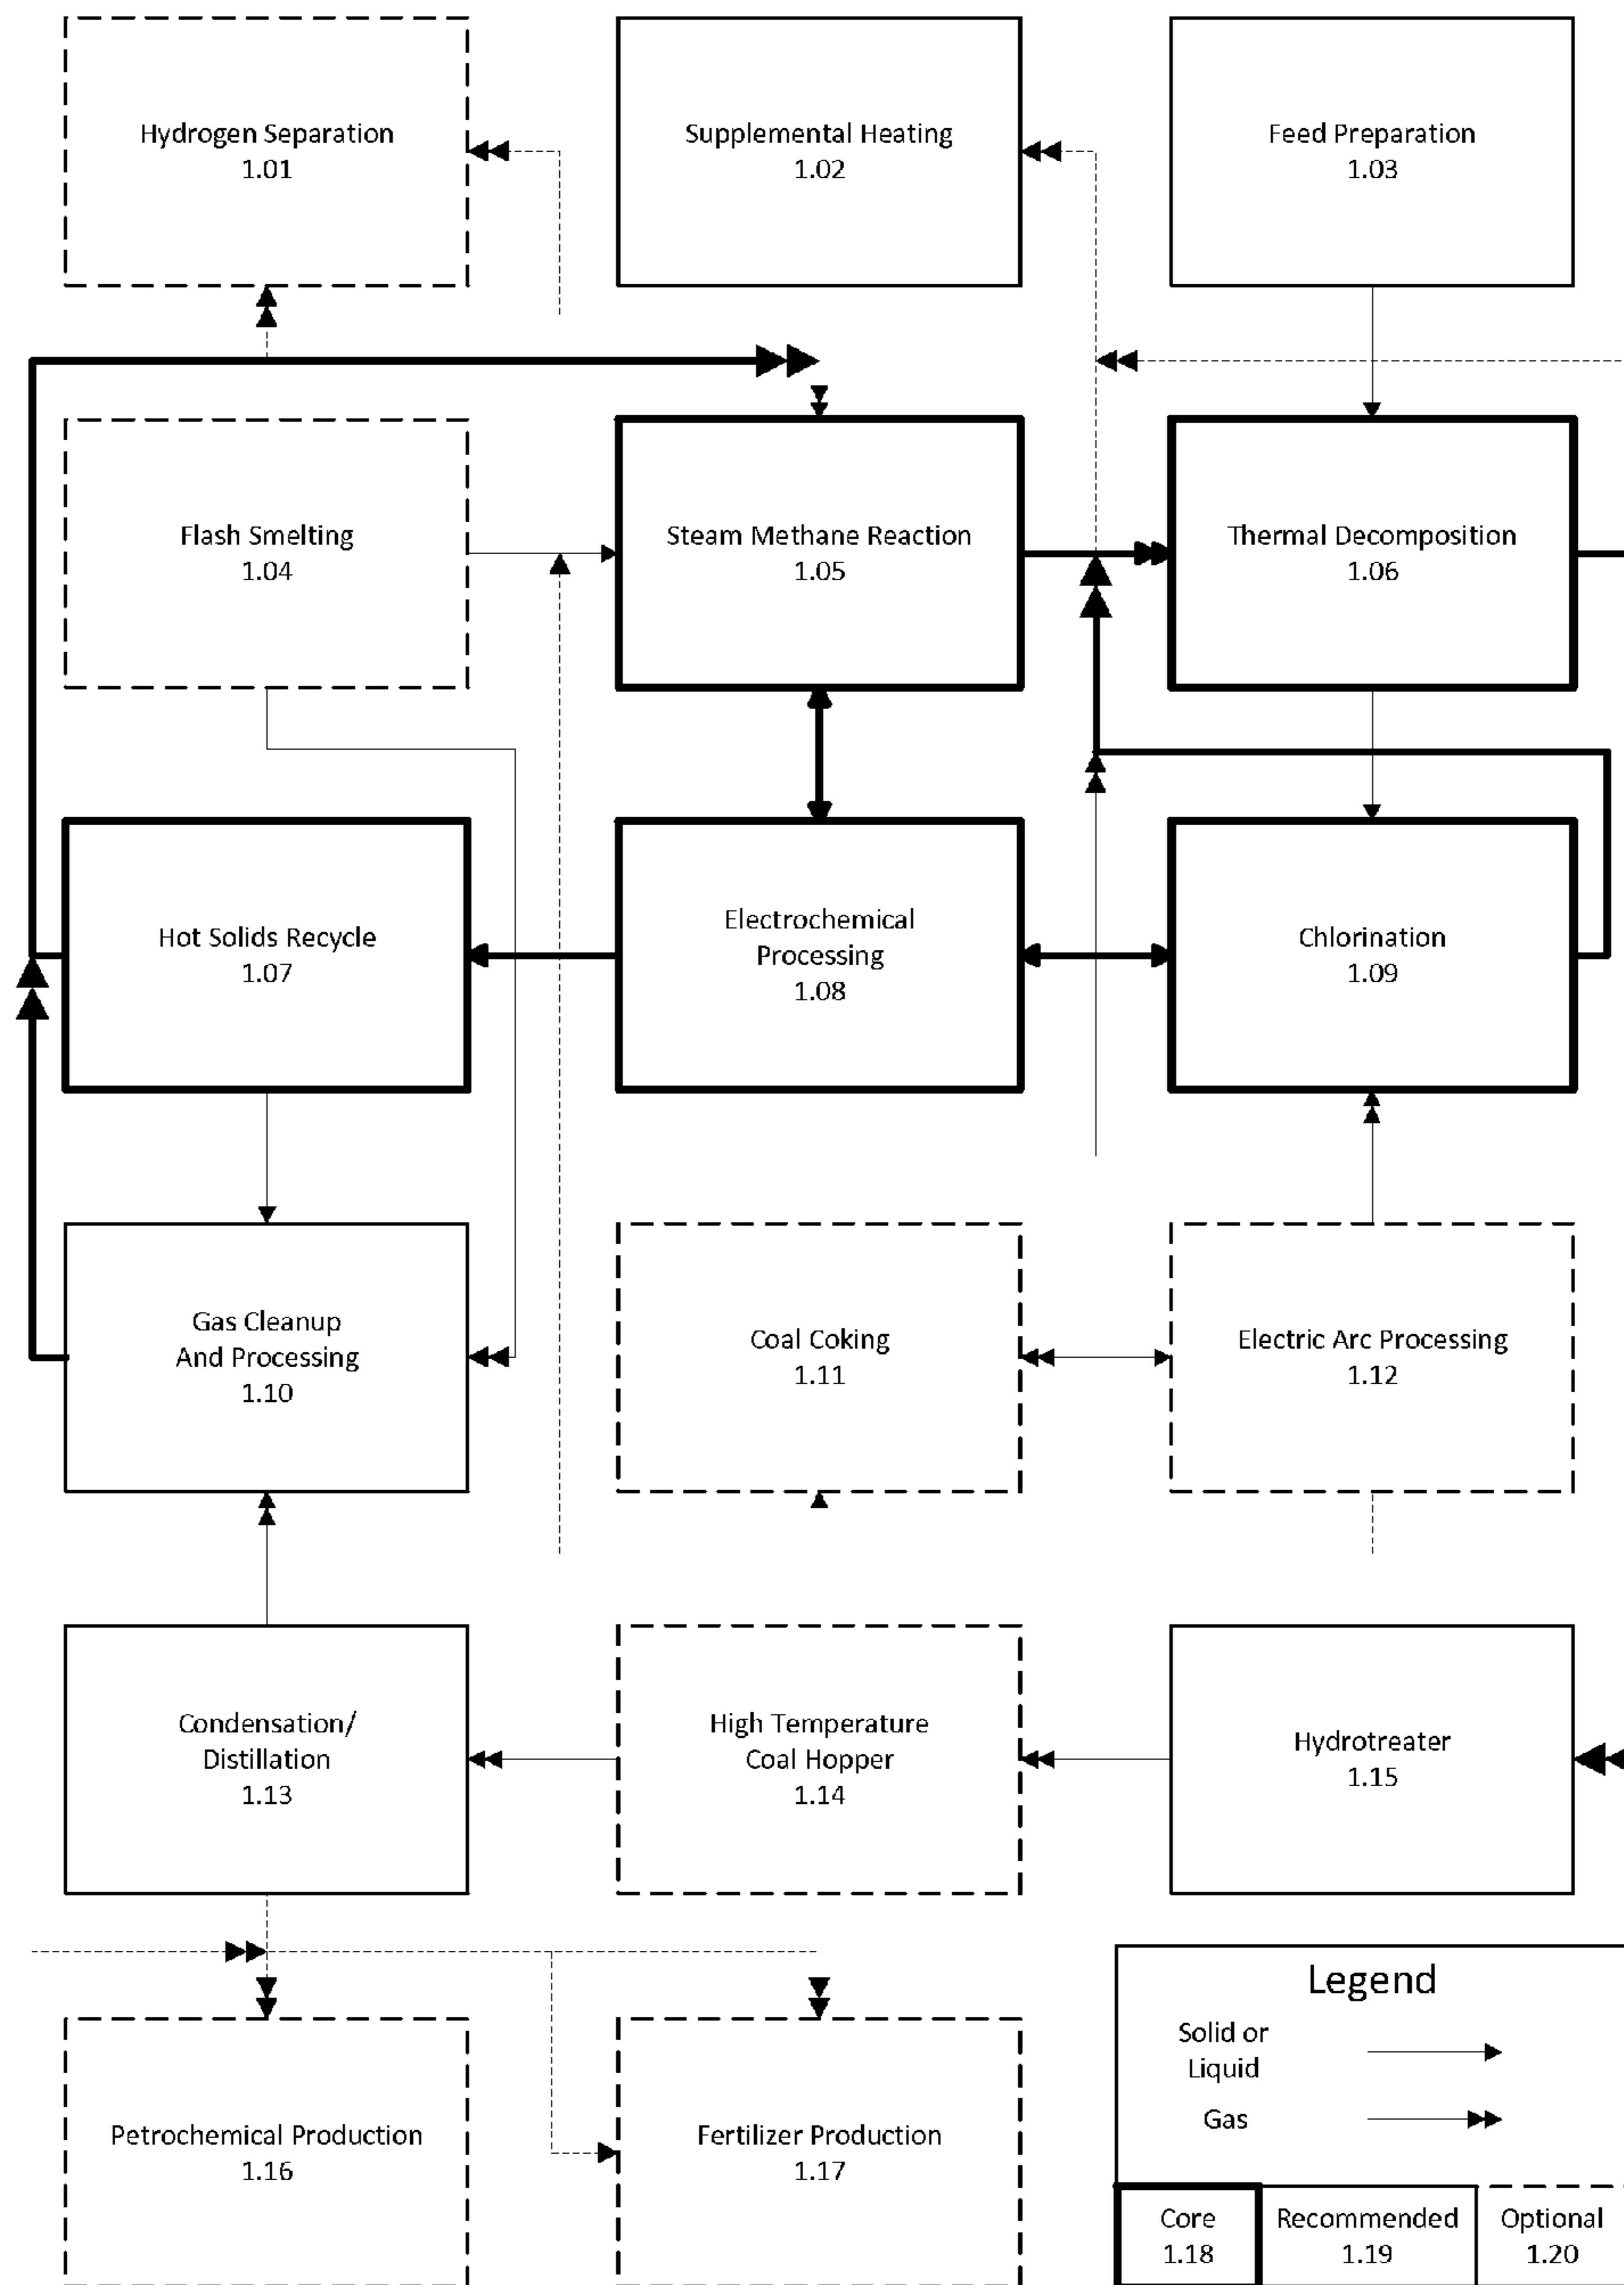 Hydrogen Separation
1.01
Supplemental Heating
1.02
Feed Preparation
1.03
Flash Smelting
1.04
Steam Methane Reaction
1.05
Thermal Decomposition
1.06
Hot Solids Recycle
1.07
Electrochemical
Processing
1.08
Chlorination
1.09
Gas Cleanup
And Processing
1.10
Coal Coking
1.11
Electric Arc Processing
1.12
Condensation/
Distillation
1.13
High Temperature
Coal Hopper
1.14
Hydrotreater
1.15
Petrochemical Production
1.16
Fertilizer Production
1.17
Legend
Solid or
Liquid
Gas
Core
1.18
Recommended
1.19
Optional
1.20